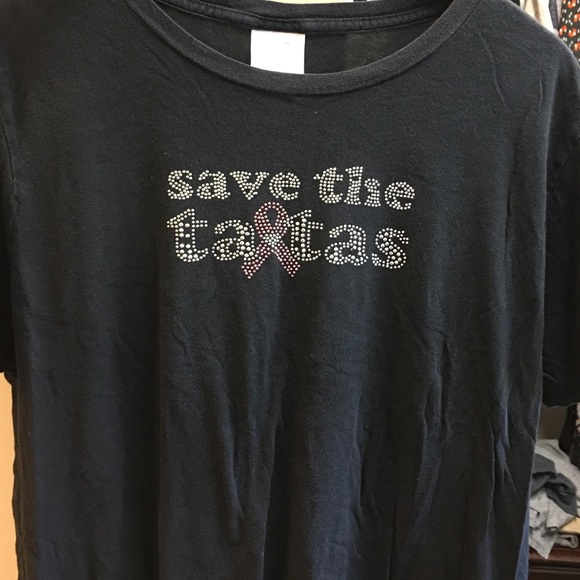 save the
tatas